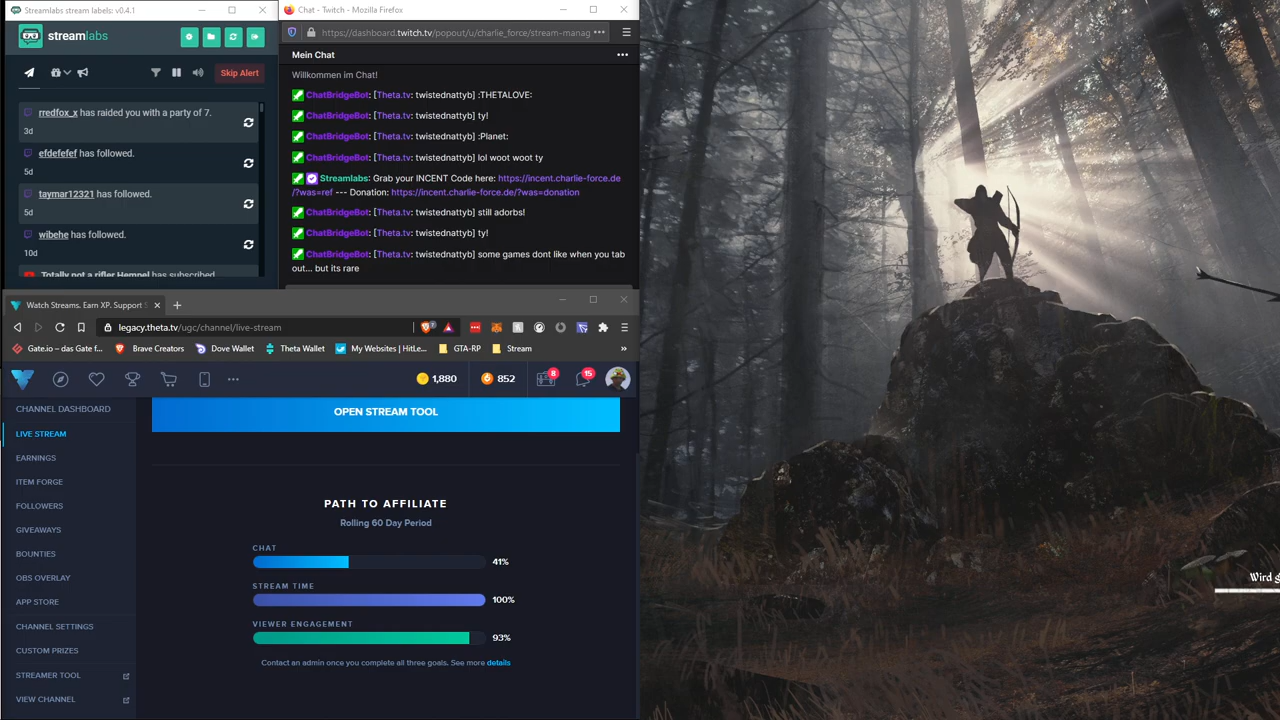 Streamlabs stream labels: v0.4.1
streamlabs
Skip Alert
rredfox_x has raided you with a party of 7.
3d
efdefefef has followed.
5d
taymar12321 has followed.
5d
wibehe has followed.
10d
Totally not a rifler Hempel has subscribed
Chat - Twitch - Mozilla Firefox
https://dashboard.twitch.tv/popout/u/charlie_force/stream-manag
Mein Chat
Willkommen im Chat!
ChatBridgeBot: [Theta.tv: twistednattyb] :THETALOVE:
ChatBridgeBot: [Theta.tv: twistednattyb] ty!
ChatBridgeBot: [Theta.tv: twistednattyb] :Planet:
ChatBridgeBot: [Theta.tv: twistednattyb] lol woot woot ty
Streamlabs: Grab your INCENT Code here: https://incent.charlie-force.de
/?was=ref --- Donation: https://incent.charlie-force.de/?was=donation
ChatBridgeBot: [Theta.tv: twistednattyb] still adorbs!
ChatBridgeBot: [Theta.tv: twistednattyb] ty!
ChatBridgeBot: [Theta.tv: twistednattyb] some games dont like when you tab
out... but its rare
Watch Streams. Earn XP. Support
legacy.theta.tv/ugc/channel/live-stream
Gate.io – das Gate f...
Brave Creators
Dove Wallet
Theta Wallet
My Websites | HitLe...
GTA-RP
Stream
»
1,880
852
8
15
CHANNEL DASHBOARD
LIVE STREAM
EARNINGS
ITEM FORGE
FOLLOWERS
GIVEAWAYS
BOUNTIES
OBS OVERLAY
APP STORE
CHANNEL SETTINGS
CUSTOM PRIZES
STREAMER TOOL
VIEW CHANNEL
OPEN STREAM TOOL
PATH TO AFFILIATE
Rolling 60 Day Period
CHAT
41%
STREAM TIME
100%
VIEWER ENGAGEMENT
93%
Contact an admin once you complete all three goals. See more details
Wird g